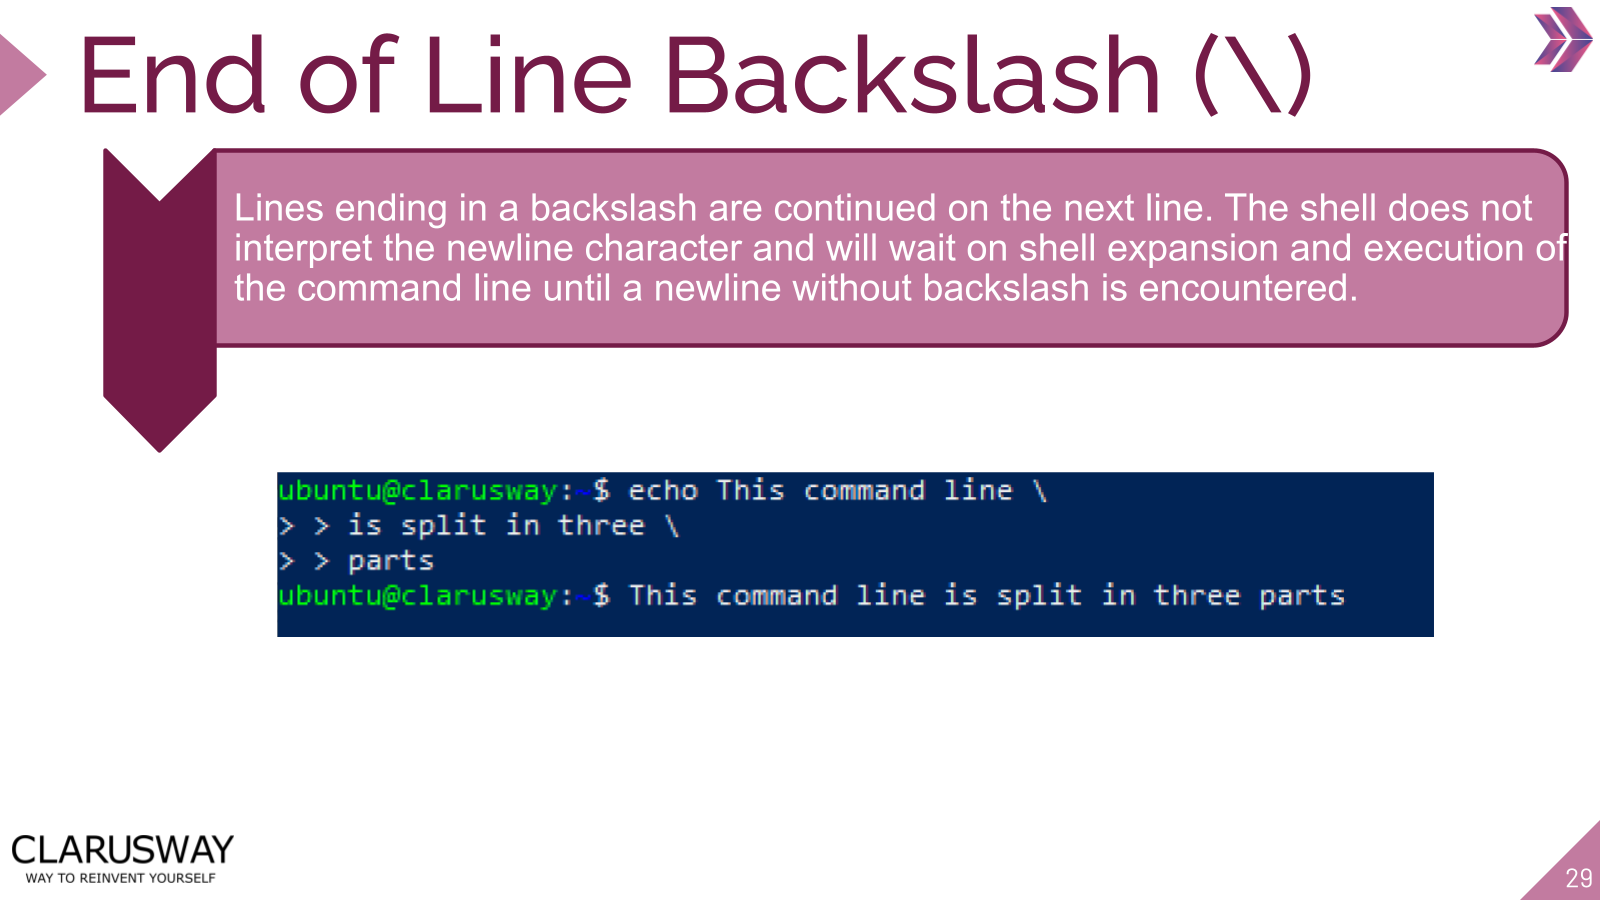 End of Line Backslash (\)
Lines ending in a backslash are continued on the next line. The shell does not
interpret the newline character and will wait on shell expansion and execution of
the command line until a newline without backslash is encountered.
ubuntu@clarusway:~$ echo This command line \
> > is split in three \
> > parts
ubuntu@clarusway:~$ This command line is split in three parts
CLARUSWAY
WAY TO REINVENT YOURSELF
29